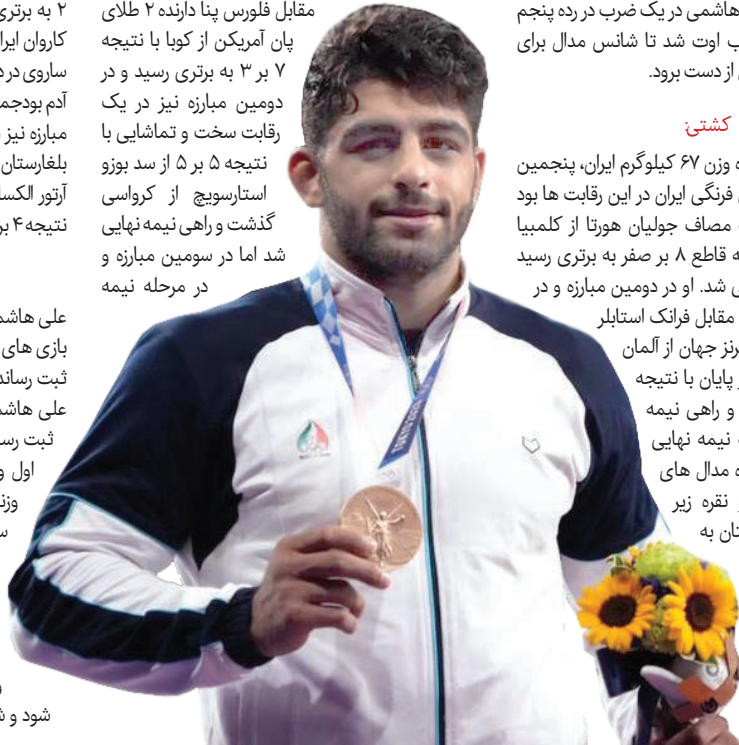 هاشمی در یک ضرب در رده پنجم
اوت شد تا شانس مدال برای
از دست برود.
کشتی:
وزن ۶۷ کیلوگرم ایران، پنجمین
فرنگی ایران در این رقابت ها بود
مصاف جولیان هورتا از کلمبیا
قاطع ۸ بر صفر به برتری رسید
شد. او در دومین مبارزه و در
مقابل فرانک استابلر
جهان از آلمان
پایان با نتیجه
و راهی نیمه
نیمه نهایی
مدال های
نقره زیر
به
مقابل فلورس پنا دارنده ۲ طلای
پان آمریکن از کوبا با نتیجه
۷ بر ۳ به برتری رسید و در
دومین مبارزه نیز در یک
رقابت سخت و تماشایی با
نتیجه ۵ بر ۵ از سد بوزو
استارسویچ از کرواسی
گذشت و راهی نیمه نهایی
شد اما در سومین مبارزه و
در مرحله نیمه
۲ به برتری
کاروان ایرا
ساروی در د
آدم بودجم
مبارزه نیز
بلغارستان
آرتور الکسا
نتیجه ۴ بر
علی هاشم
بازی های
ثبت رساند
علی هاشم
ثبت رسا
اول و
وزن
شود و
TOKYO 2020